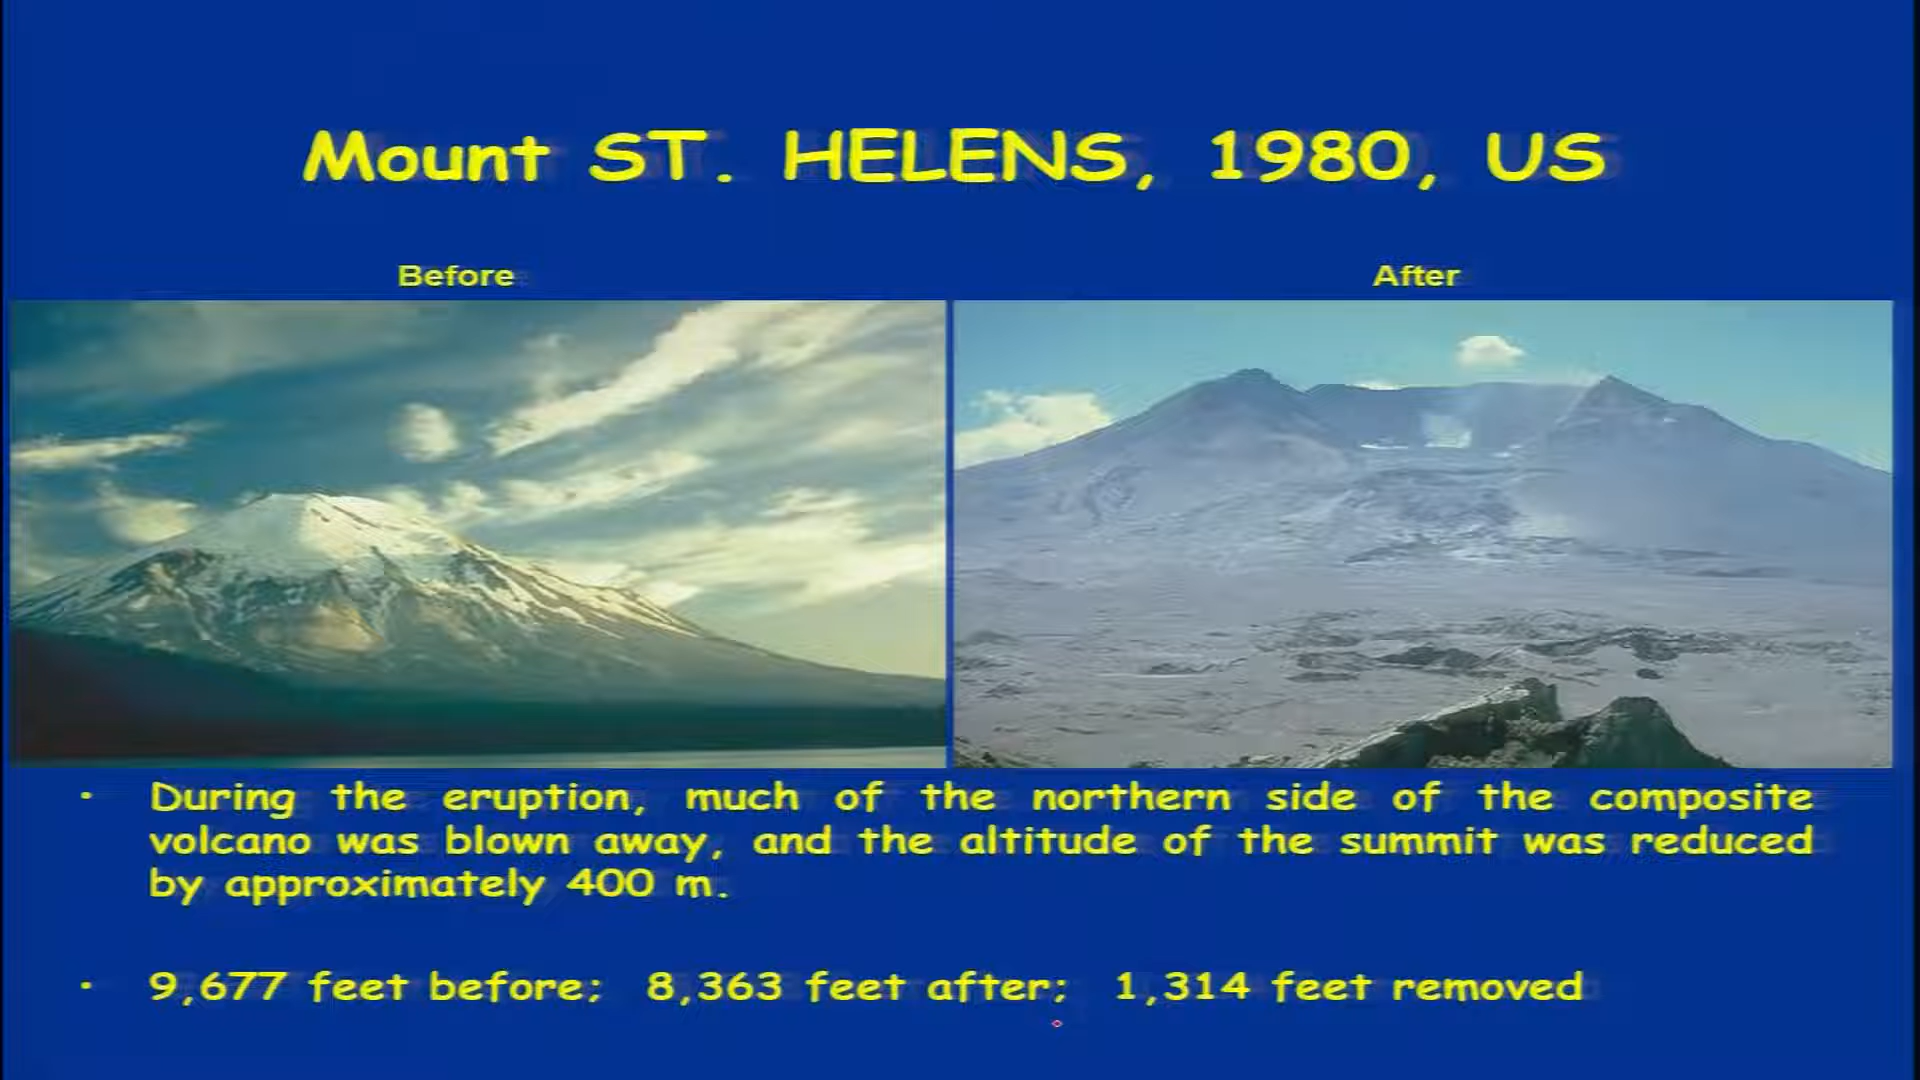 Mount ST. HELENS, 1980, US
Before
After
• During the eruption, much of the northern side of the composite
volcano was blown away, and the altitude of the summit was reduced
by approximately 400 m.
• 9,677 feet before; 8,363 feet after; 1,314 feet removed